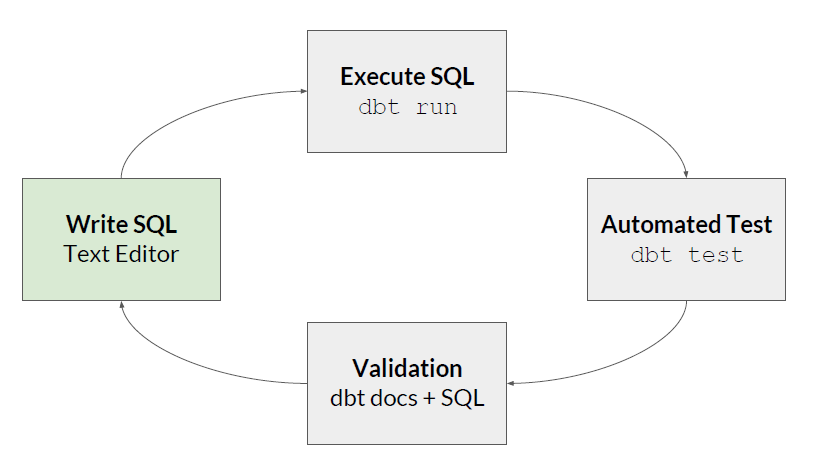 Execute SQL
dbt run
Write SQL
Text Editor
Automated Test
dbt test
Validation
dbt docs + SQL